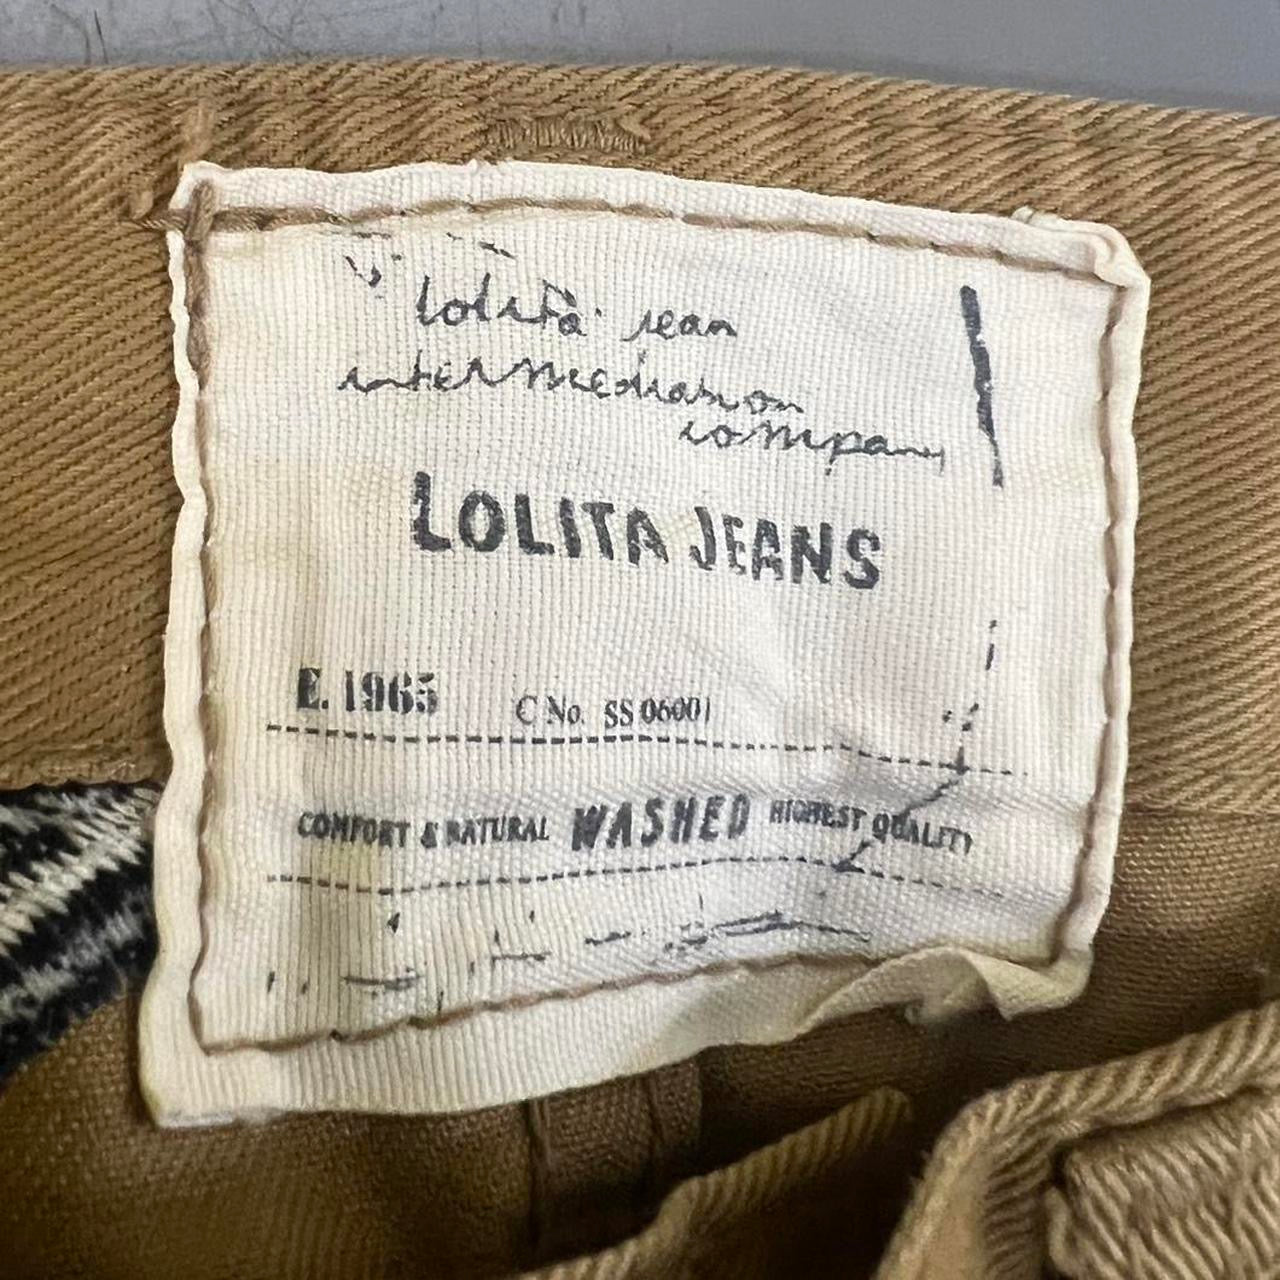 lolita jean
intermediation
company
LOLITA JEANS
E. 1965 C No. SS 06001
COMFORT & NATURAL WASHED HIGHEST QUALITY